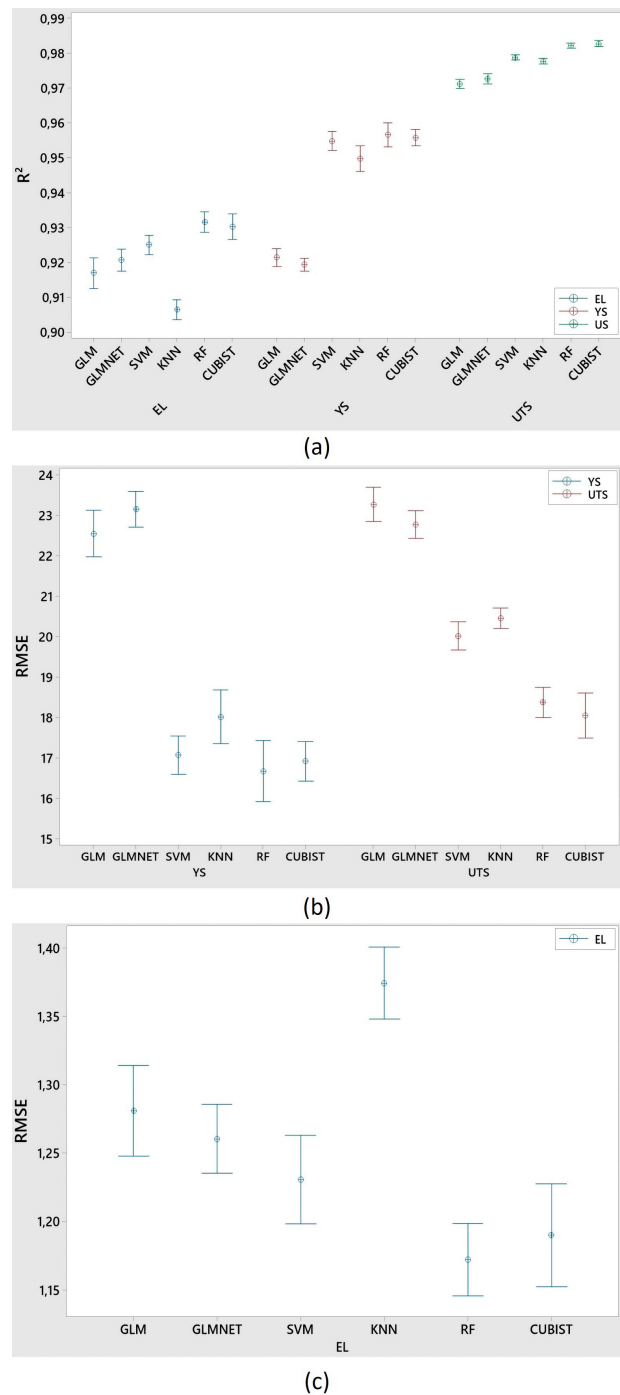 0,99
0,98
0,97
0,96
0,95
0,94
0,93
0,92
0,91
0,90
R²
EL
YS
US
GLM GLMNET SVM KNN RF CUBIST GLM GLMNET SVM KNN RF CUBIST GLM GLMNET SVM KNN RF CUBIST
EL YS UTS
(a)
24
23
22
21
20
19
18
17
16
15
RMSE
YS
UTS
GLM GLMNET SVM KNN RF CUBIST GLM GLMNET SVM KNN RF CUBIST
YS UTS
(b)
1,40
1,35
1,30
1,25
1,20
1,15
RMSE
EL
GLM GLMNET SVM KNN RF CUBIST
EL
(c)